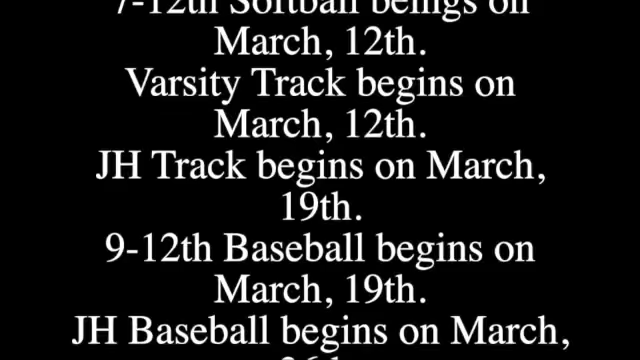 7-12th Softball beings on
March, 12th.
Varsity Track begins on
March, 12th.
JH Track begins on March,
19th.
9-12th Baseball begins on
March, 19th.
JH Baseball begins on March,